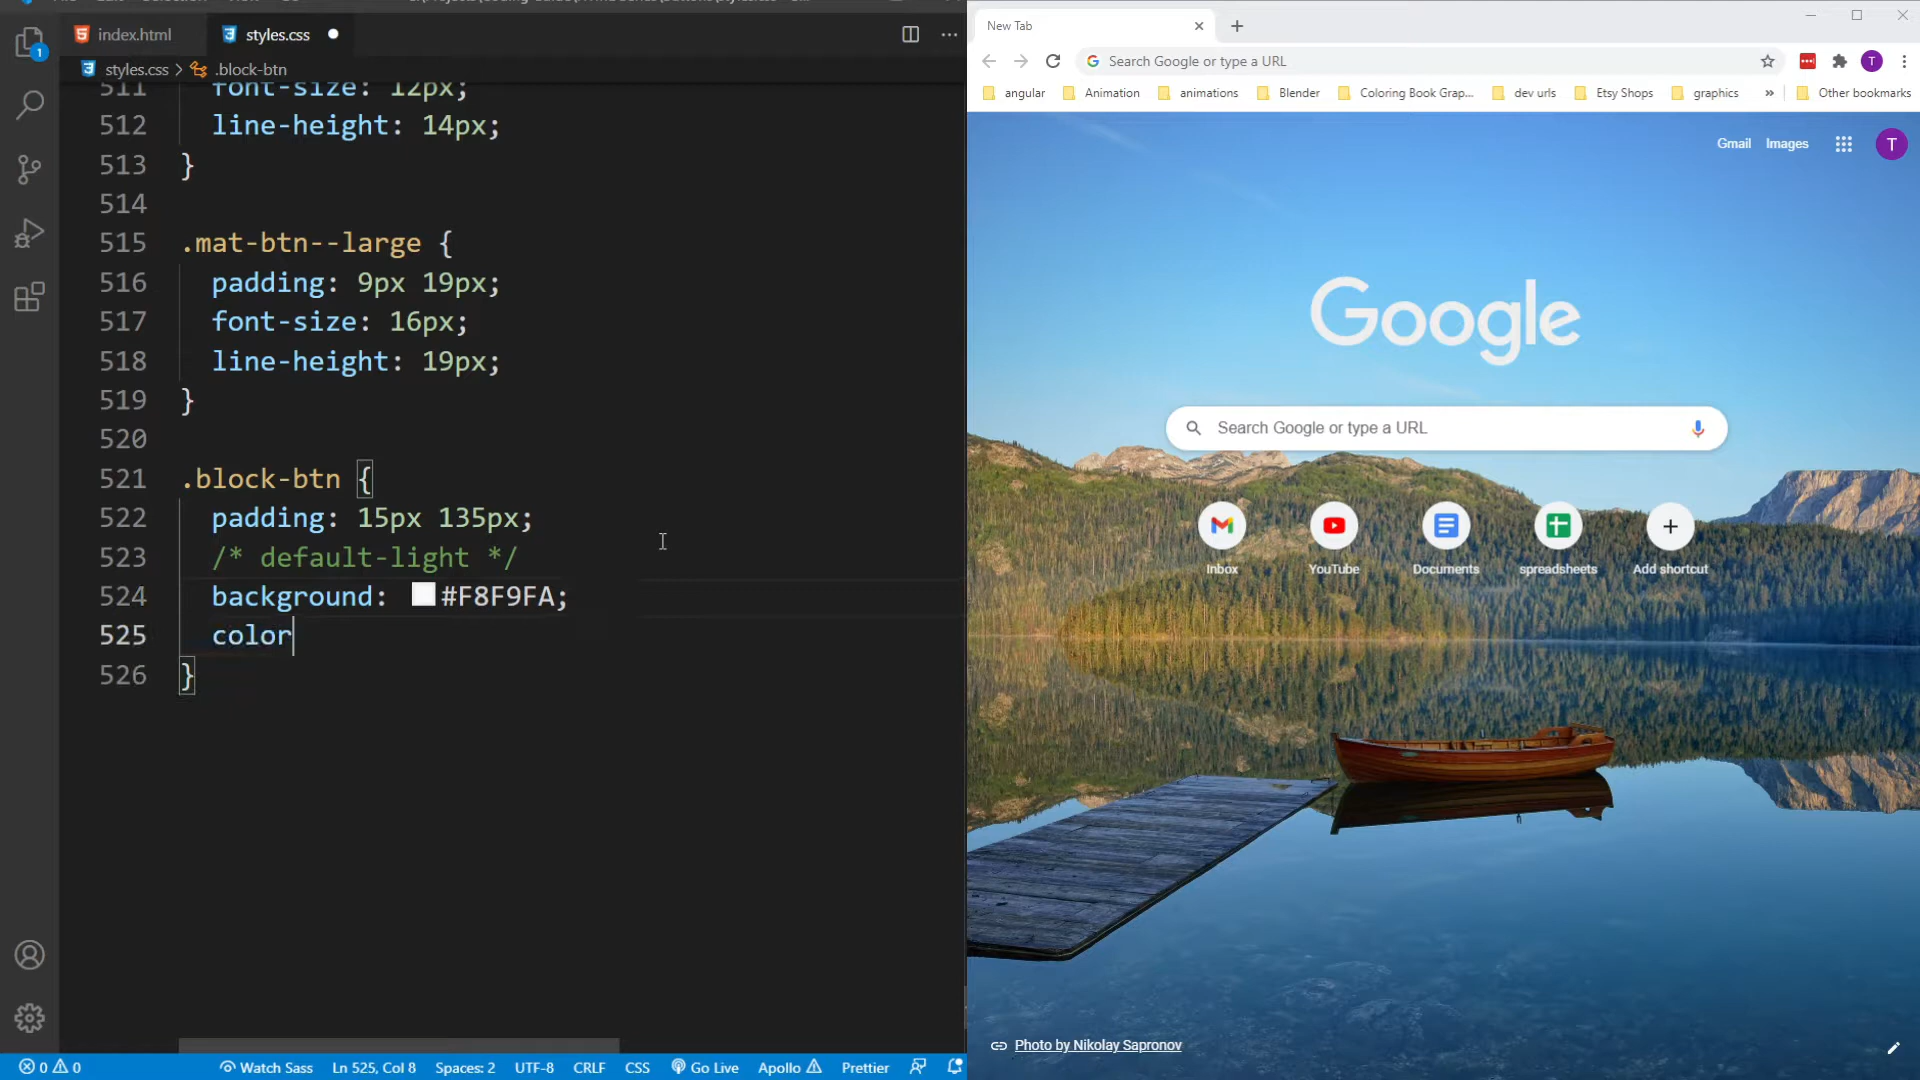 index.html
styles.css
styles.css > .block-btn
1
511 font-size: 12px;
512 line-height: 14px;
513 }
514
515 .mat-btn--large {
516 padding: 9px 19px;
517 font-size: 16px;
518 line-height: 19px;
519 }
520
521 .block-btn {
522 padding: 15px 135px;
523 /* default-light */
524 background: #F8F9FA;
525 color
526 }
0 0 Watch Sass Ln 525, Col 8 Spaces: 2 UTF-8 CRLF CSS Go Live Apollo Prettier
New Tab
Search Google or type a URL
T
angular Animation animations Blender Coloring Book Grap... dev urls Etsy Shops graphics » Other bookmarks
Gmail Images T
Google
Search Google or type a URL
Inbox YouTube Documents spreadsheets Add shortcut
Photo by Nikolay Sapronov